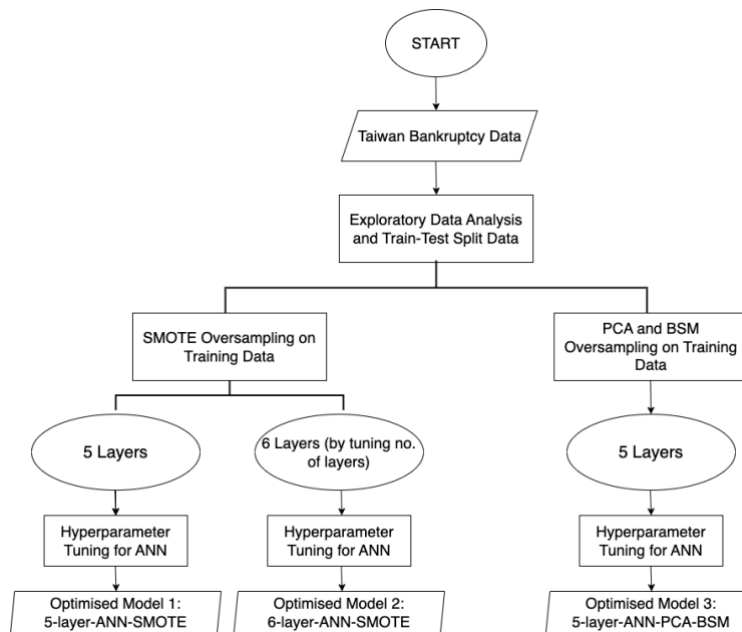 START
Taiwan Bankruptcy Data
Exploratory Data Analysis
and Train-Test Split Data
SMOTE Oversampling on
Training Data
PCA and BSM
Oversampling on Training
Data
5 Layers
6 Layers (by tuning no.
of layers)
5 Layers
Hyperparameter
Tuning for ANN
Hyperparameter
Tuning for ANN
Hyperparameter
Tuning for ANN
Optimised Model 1:
5-layer-ANN-SMOTE
Optimised Model 2:
6-layer-ANN-SMOTE
Optimised Model 3:
5-layer-ANN-PCA-BSM